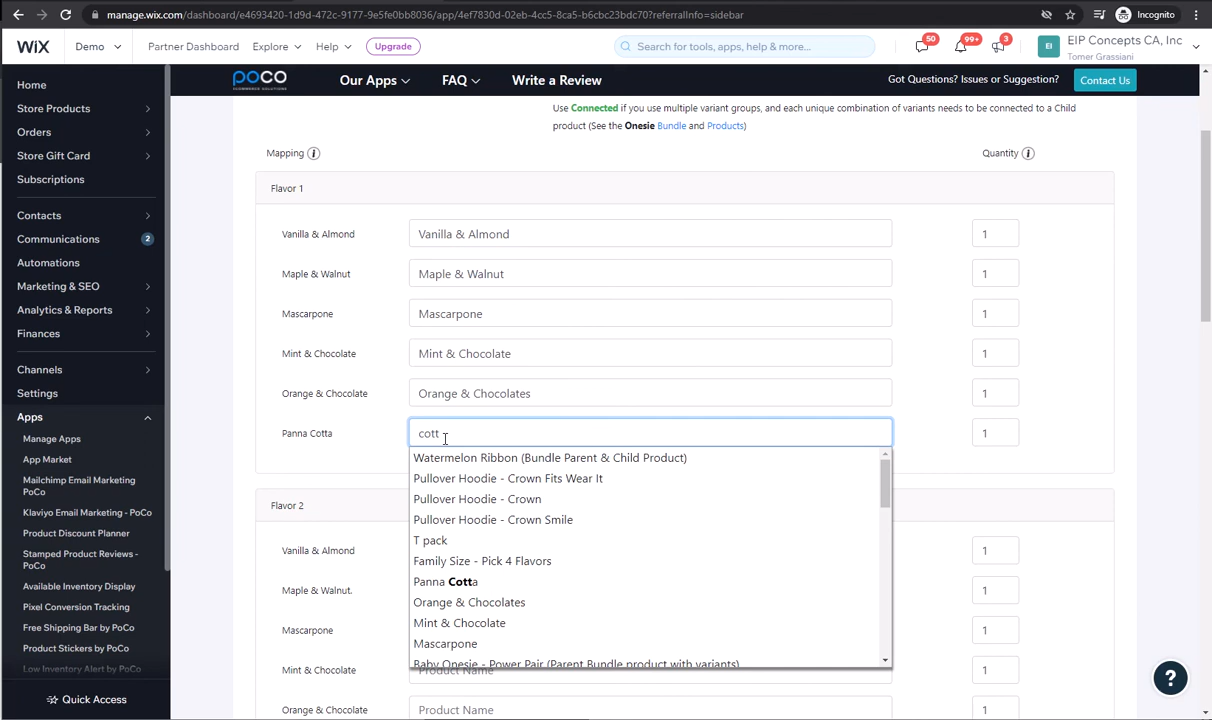 manage.wix.com/dashboard/e4693420-1d9d-472c-9177-9e5fe0bb8036/app/4ef7830d-02eb-4cc5-8ca5-b6cbc23bdc70?referralInfo=sidebar
Incognito
WiX
Demo
Partner Dashboard
Explore
Help
Upgrade
Search for tools, apps, help & more...
50
99+
3
EI
EIP Concepts CA, Inc
Tomer Grassiani
Home
Store Products
Orders
Store Gift Card
Subscriptions
Contacts
Communications
2
Automations
Marketing & SEO
Analytics & Reports
Finances
Channels
Settings
Apps
Manage Apps
App Market
Mailchimp Email Marketing
PoCo
Klaviyo Email Marketing - PoCo
Product Discount Planner
Stamped Product Reviews -
PoCo
Available Inventory Display
Pixel Conversion Tracking
Free Shipping Bar by PoCo
Product Stickers by PoCo
Low Inventory Alert by PoCo
Quick Access
poco
ECOMMERCE SOLUTIONS
Our Apps
FAQ
Write a Review
Got Questions? Issues or Suggestion?
Contact Us
Use Connected if you use multiple variant groups, and each unique combination of variants needs to be connected to a Child
product (See the Onesie Bundle and Products)
Mapping
Quantity
Flavor 1
Vanilla & Almond Vanilla & Almond 1
Maple & Walnut Maple & Walnut 1
Mascarpone Mascarpone 1
Mint & Chocolate Mint & Chocolate 1
Orange & Chocolate Orange & Chocolates 1
Panna Cotta cott 1
Watermelon Ribbon (Bundle Parent & Child Product)
Pullover Hoodie - Crown Fits Wear It
Pullover Hoodie - Crown
Pullover Hoodie - Crown Smile
T pack
Family Size - Pick 4 Flavors
Panna Cotta
Orange & Chocolates
Mint & Chocolate
Mascarpone
Baby Onesie - Power Pair (Parent Bundle product with variants)
Flavor 2
Vanilla & Almond 1
Maple & Walnut. 1
Mascarpone 1
Mint & Chocolate Product Name 1
Orange & Chocolate Product Name 1
?